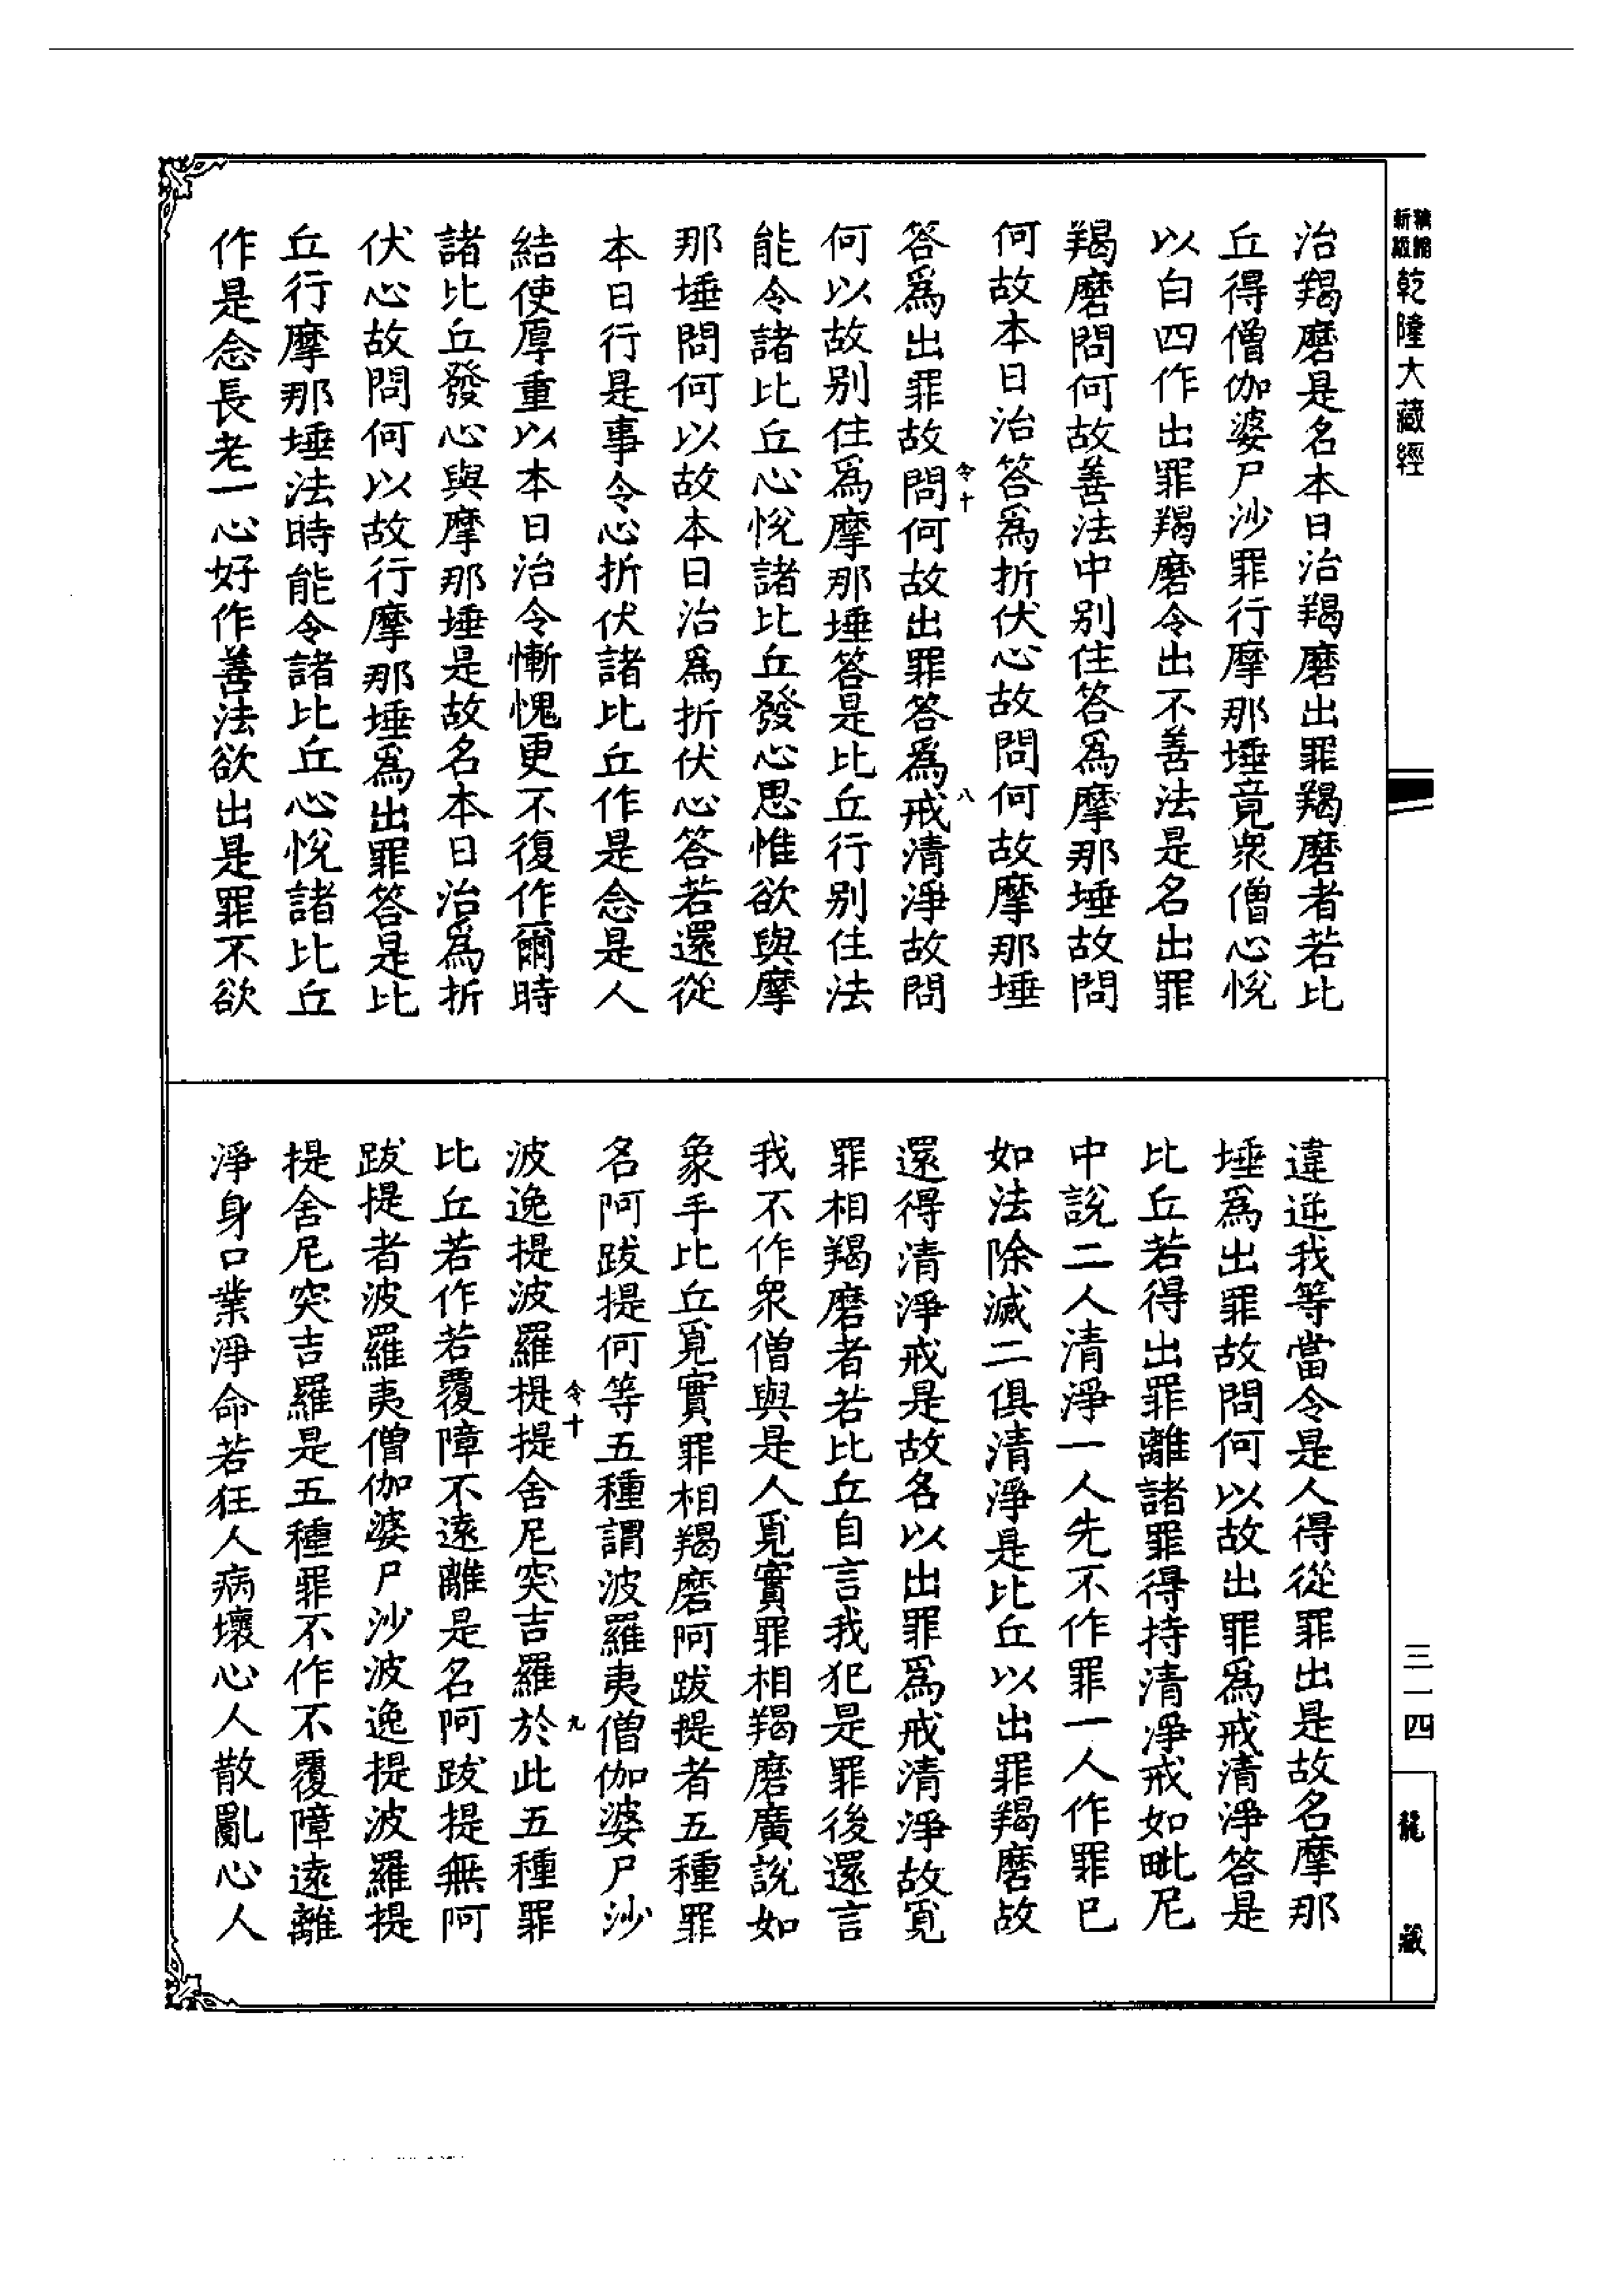 新纂精縮
乾隆大藏經
治羯磨是名本日治羯磨出罪羯磨者若比
丘得僧伽婆尸沙罪行摩那埵竟眾僧心悅
以白四作出罪羯磨令出不善法是名出罪
羯磨問何故善法中別住答為摩那埵故問
何故本日治答為折伏心故問何故摩那埵
答為出罪故問何故出罪答為戒清淨故問
令十
八
何以故別住為摩那埵答是比丘行別住法
能令諸比丘心悅諸比丘發心思惟欲與摩
那埵問何以故本日治為折伏心答若還從
本日行是事令心折伏諸比丘作是念是人
結使厚重以本日治令慚愧更不復作爾時
諸比丘發心與摩那埵是故名本日治為折
伏心故問何以故行摩那埵為出罪答是比
丘行摩那埵法時能令諸比丘心悅諸比丘
作是念長老一心好作善法欲出是罪不欲
違逆我等當令是人得從罪出是故名摩那
埵為出罪故問何以故出罪為戒清淨答是
比丘若得出罪離諸罪得持清淨戒如毗尼
中說二人清淨一人先不作罪一人作罪已
如法除滅二俱清淨是比丘以出罪羯磨故
還得清淨戒是故名以出罪為戒清淨故覓
罪相羯磨者若比丘自言我犯是罪後還言
我不作眾僧與是人覓實罪相羯磨廣說如
象手比丘覓實罪相羯磨阿跋提者五種罪
名阿跋提何等五種謂波羅夷僧伽婆尸沙
波逸提波羅提提舍尼突吉羅於此五種罪
令十
九
比丘若作若覆障不遠離是名阿跋提無阿
跋提者波羅夷僧伽婆尸沙波逸提波羅提
提舍尼突吉羅是五種罪不作不覆障遠離
淨身口業淨命若狂人病壞心人散亂心人
三一四
龍藏